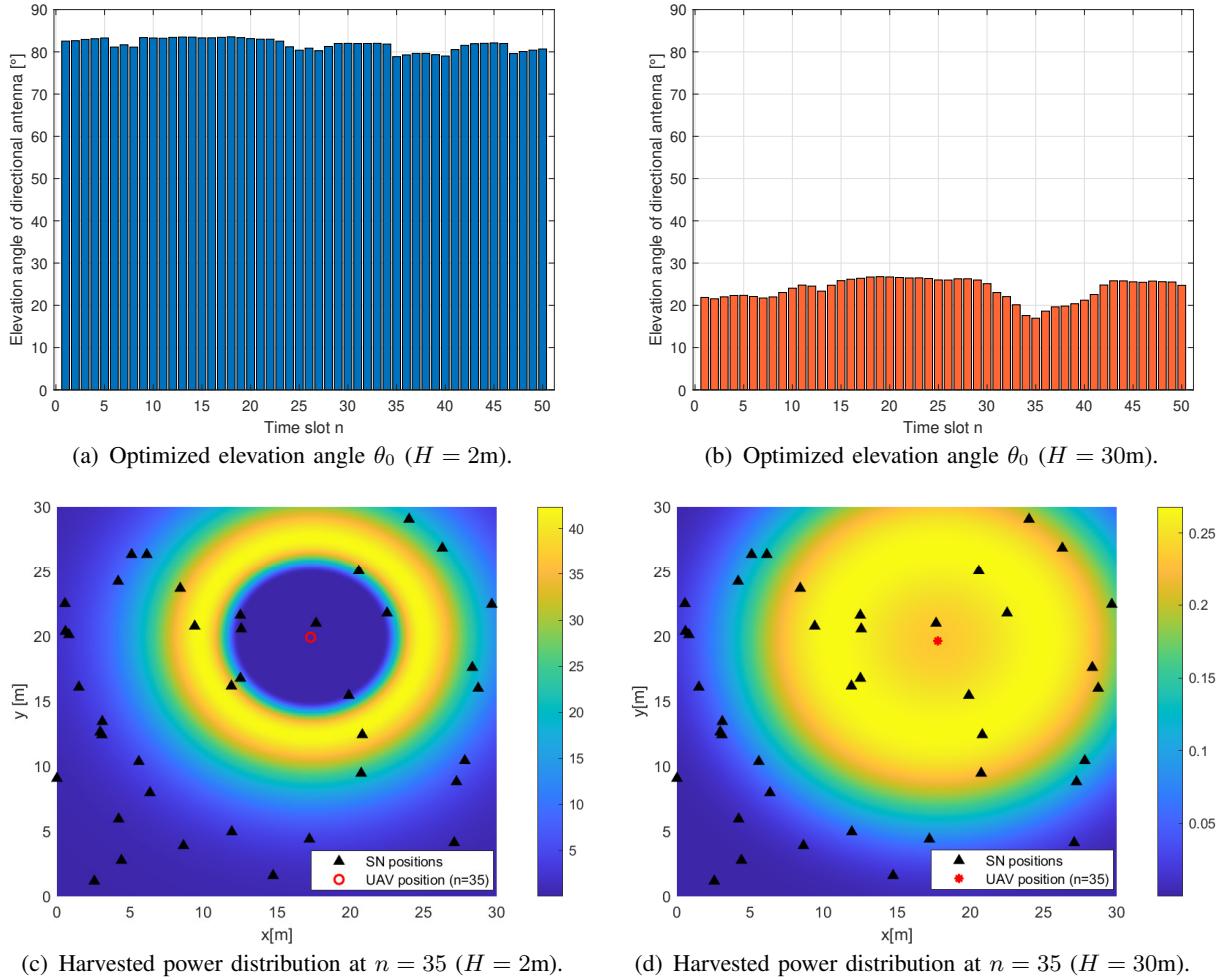 90
80
70
60
50
40
30
20
10
0
Elevation angle of directional antenna [°]
0 5 10 15 20 25 30 35 40 45 50
Time slot n
(a) Optimized elevation angle θ₀ (H = 2m).
90
80
70
60
50
40
30
20
10
0
Elevation angle of directional antenna [°]
0 5 10 15 20 25 30 35 40 45 50
Time slot n
(b) Optimized elevation angle θ₀ (H = 30m).
30
25
20
15
10
5
0
y [m]
0 5 10 15 20 25 30
x[m]
SN positions
UAV position (n=35)
40
35
30
25
20
15
10
5
(c) Harvested power distribution at n = 35 (H = 2m).
30
25
20
15
10
5
0
y[m]
0 5 10 15 20 25 30
x[m]
SN positions
UAV position (n=35)
0.25
0.2
0.15
0.1
0.05
(d) Harvested power distribution at n = 35 (H = 30m).